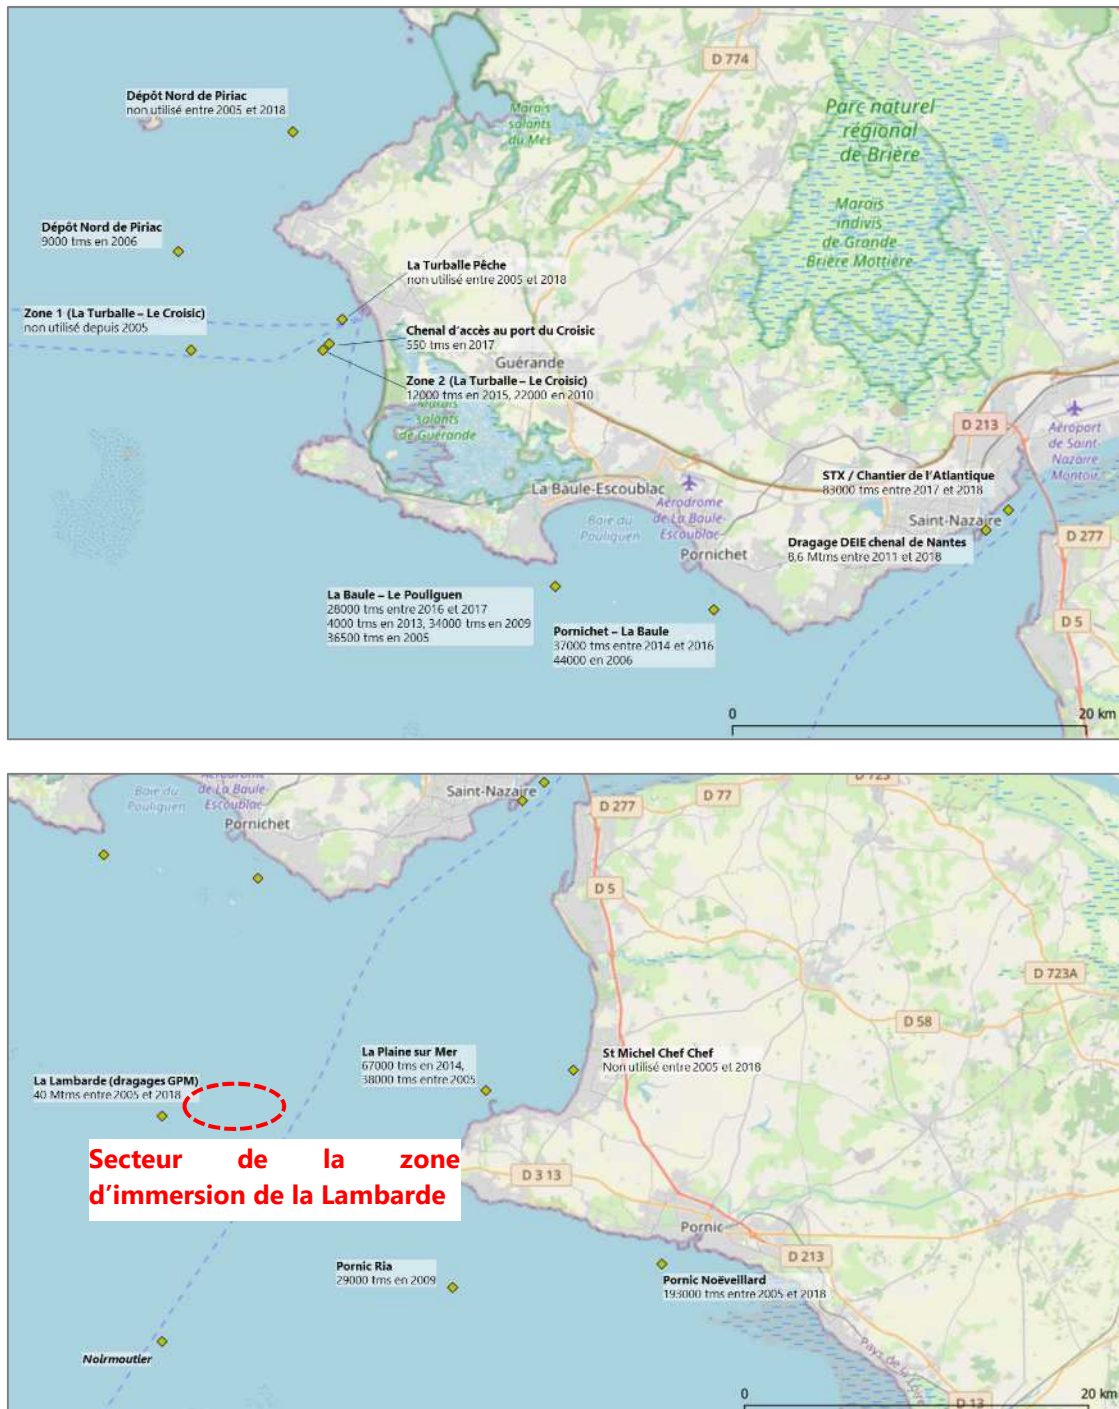 D 774
Dépôt Nord de Piriac
non utilisé entre 2005 et 2018
Marais
salants
du Mès
Parc naturel
régional
de Brière
Marais
indivis
de Grande
Brière Mottière
Dépôt Nord de Piriac
9000 tms en 2006
La Turballe Pêche
non utilisé entre 2005 et 2018
Zone 1 (La Turballe – Le Croisic)
non utilisé depuis 2005
Chenal d'accès au port du Croisic
550 tms en 2017
Guérande
Zone 2 (La Turballe – Le Croisic)
12000 tms en 2015, 22000 en 2010
Marais
salants
de Guérande
D 213
Aéroport
de Saint-
Nazaire
Montoir
STX / Chantier de l'Atlantique
83000 tms entre 2017 et 2018
La Baule-Escoublac
Aérodrome
de La Baule-
Escoublac
Baie du
Pouliguen
Saint-Nazaire
Pornichet
Dragage DEIE chenal de Nantes
8,6 Mtms entre 2011 et 2018
D 277
La Baule – Le Pouliguen
28000 tms entre 2016 et 2017
4000 tms en 2013, 34000 tms en 2009
36500 tms en 2005
Pornichet – La Baule
37000 tms entre 2014 et 2016
44000 en 2006
D 5
0
20 km
Aérodrome
de La Baule-
Escoublac
Baie du
Pouliguen
Pornichet
Saint-Nazaire
D 723
D 77
D 277
D 5
D 723A
D 58
La Plaine sur Mer
67000 tms en 2014,
38000 tms entre 2005
St Michel Chef Chef
Non utilisé entre 2005 et 2018
La Lambarde (dragages GPM)
40 Mtms entre 2005 et 2018
Secteur de la zone
d'immersion de la Lambarde
D 313
Pornic
D 213
Pornic Ria
29000 tms en 2009
Pornic Noëveillard
193000 tms entre 2005 et 2018
Noirmoutier
Pays de la Loire
0
20 km
D 13